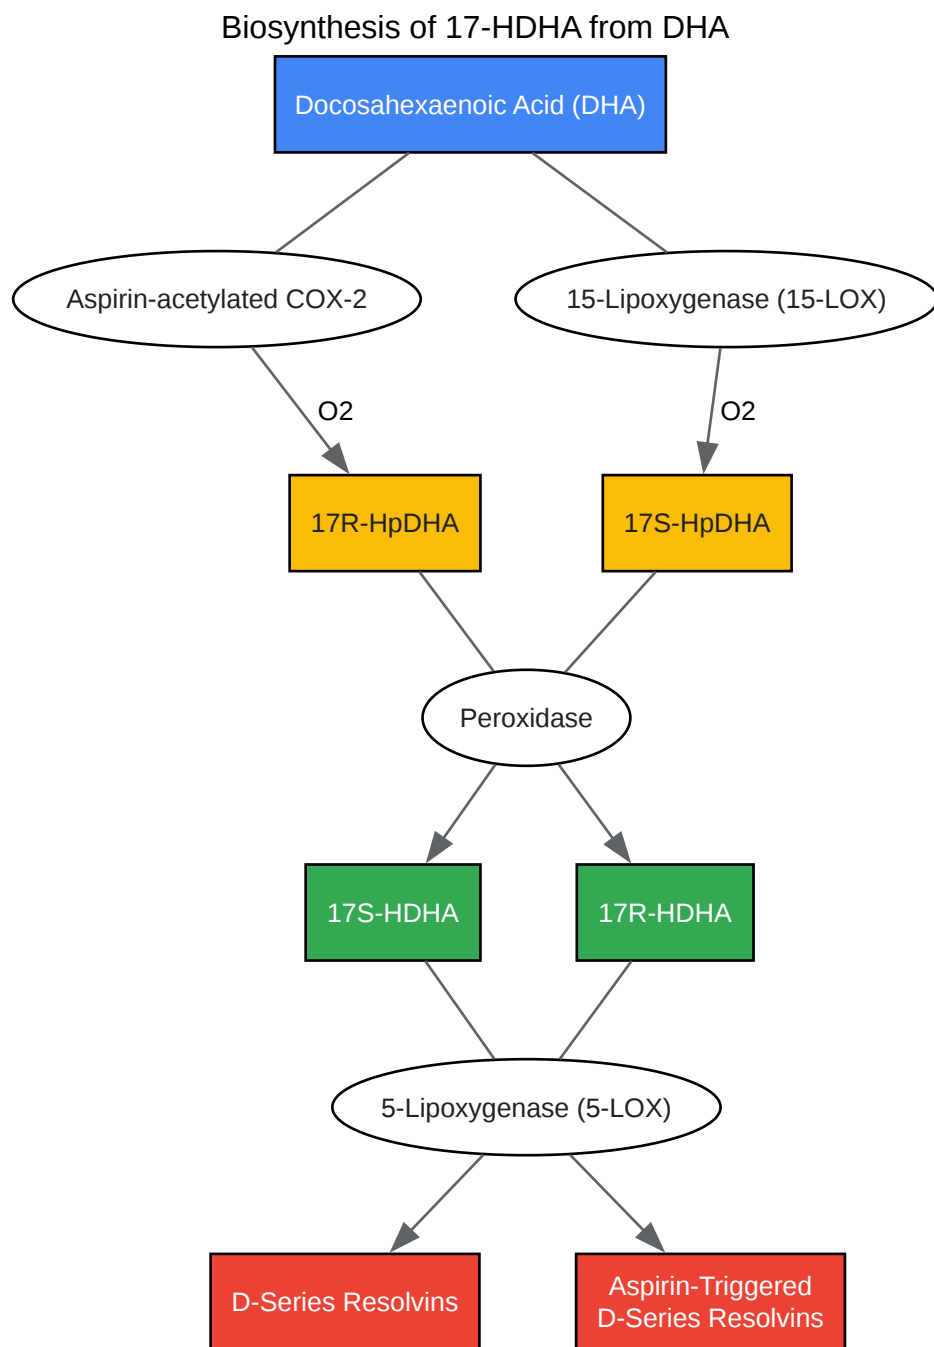 Biosynthesis of 17-HDHA from DHA
Docosahexaenoic Acid (DHA)
Aspirin-acetylated COX-2
15-Lipoxygenase (15-LOX)
O2
O2
17R-HpDHA
17S-HpDHA
Peroxidase
17S-HDHA
17R-HDHA
5-Lipoxygenase (5-LOX)
D-Series Resolvins
Aspirin-Triggered
D-Series Resolvins